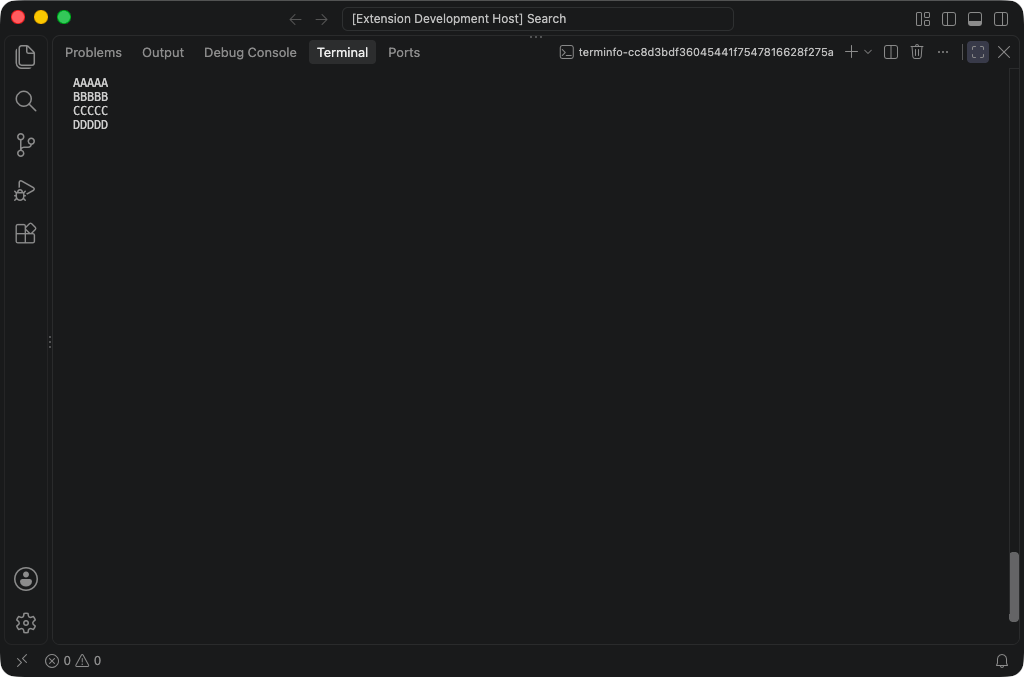 [Extension Development Host] Search
Problems Output Debug Console Terminal Ports terminfo-cc8d3bdf36045441f7547816628f275a
AAAAA
BBBBB
CCCCC
DDDDD
0 0